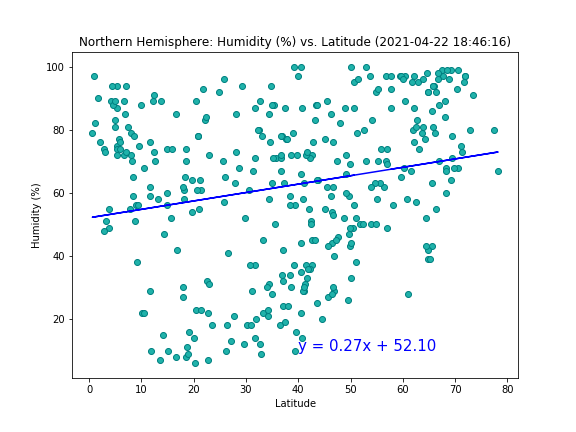 Northern Hemisphere: Humidity (%) vs. Latitude (2021-04-22 18:46:16)
100
80
60
40
20
Humidity (%)
y = 0.27x + 52.10
0 10 20 30 40 50 60 70 80
Latitude